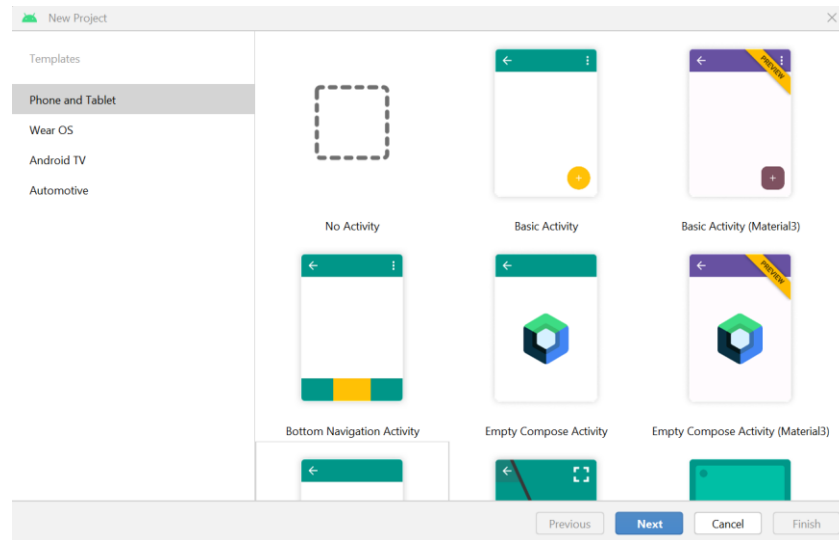 New Project
Templates
Phone and Tablet
Wear OS
Android TV
Automotive
PREVIEW
No Activity
Basic Activity
Basic Activity (Material3)
PREVIEW
Bottom Navigation Activity
Empty Compose Activity
Empty Compose Activity (Material3)
Previous
Next
Cancel
Finish